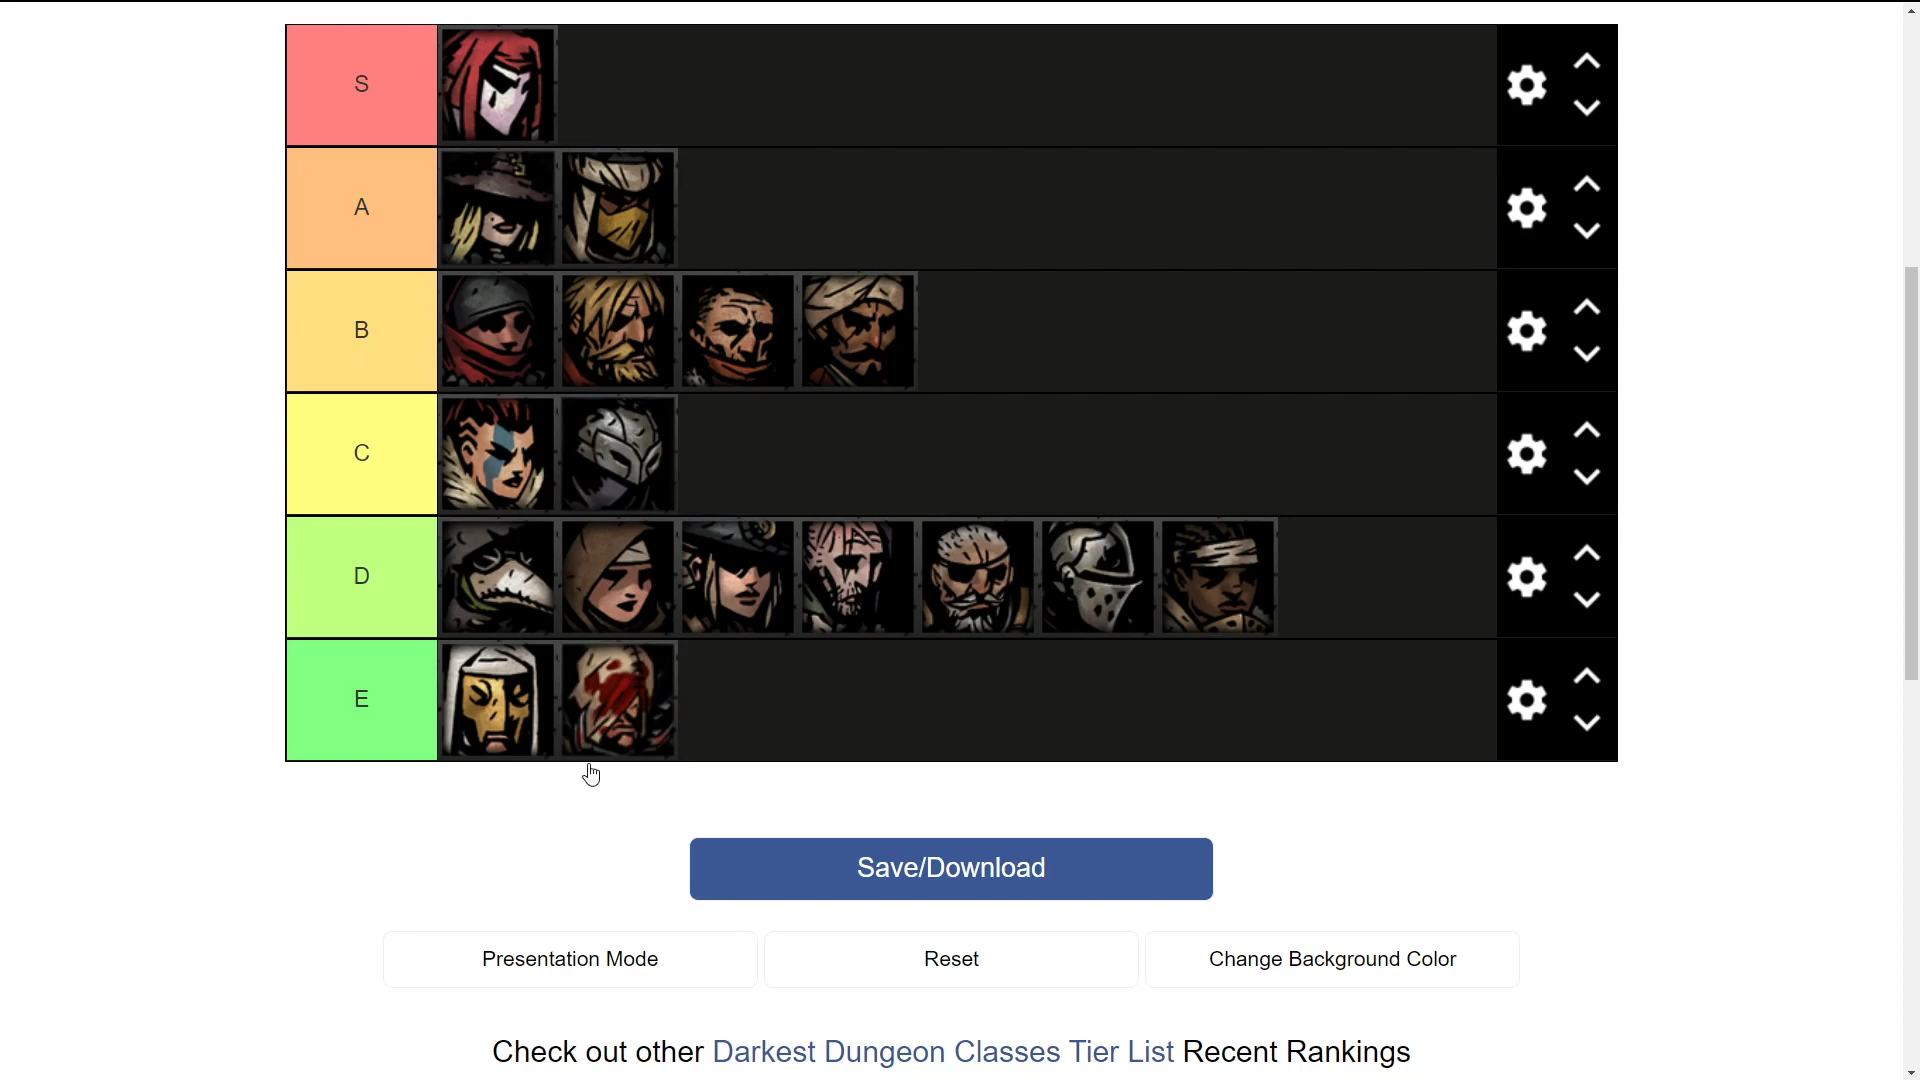 S
A
B
C
D
E
Save/Download
Presentation Mode Reset Change Background Color
Check out other Darkest Dungeon Classes Tier List Recent Rankings